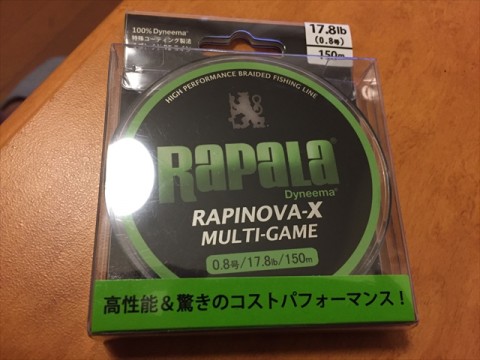 100% Dyneema®
特殊コーティング製法
17.8lb
(0.8号)
150m
HIGH PERFORMANCE BRAIDED FISHING LINE
Rapala
Dyneema®
RAPINOVA-X
MULTI-GAME
0.8号/17.8lb/150m
高性能&驚きのコストパフォーマンス!